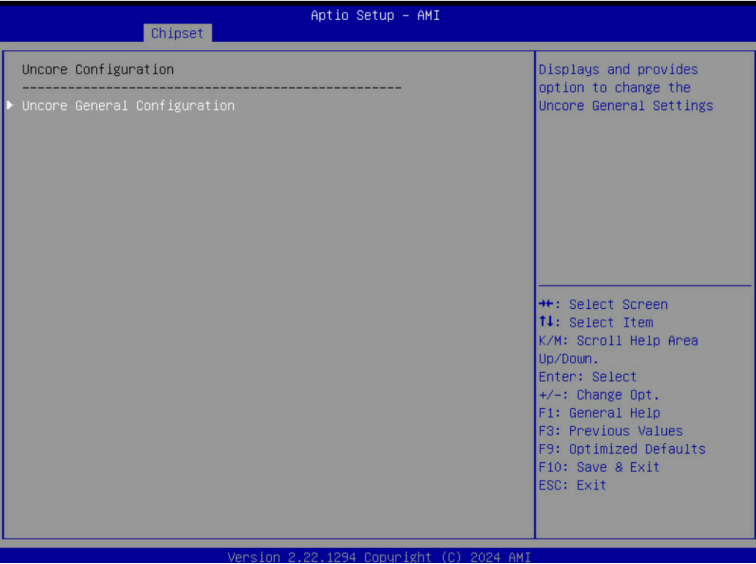 Aptio Setup – AMI
Chipset
Uncore Configuration
--------------------------------------------------
Uncore General Configuration
Displays and provides
option to change the
Uncore General Settings
→←: Select Screen
↑↓: Select Item
K/M: Scroll Help Area
Up/Down.
Enter: Select
+/-: Change Opt.
F1: General Help
F3: Previous Values
F9: Optimized Defaults
F10: Save & Exit
ESC: Exit
Version 2.22.1294 Copyright (C) 2024 AMI